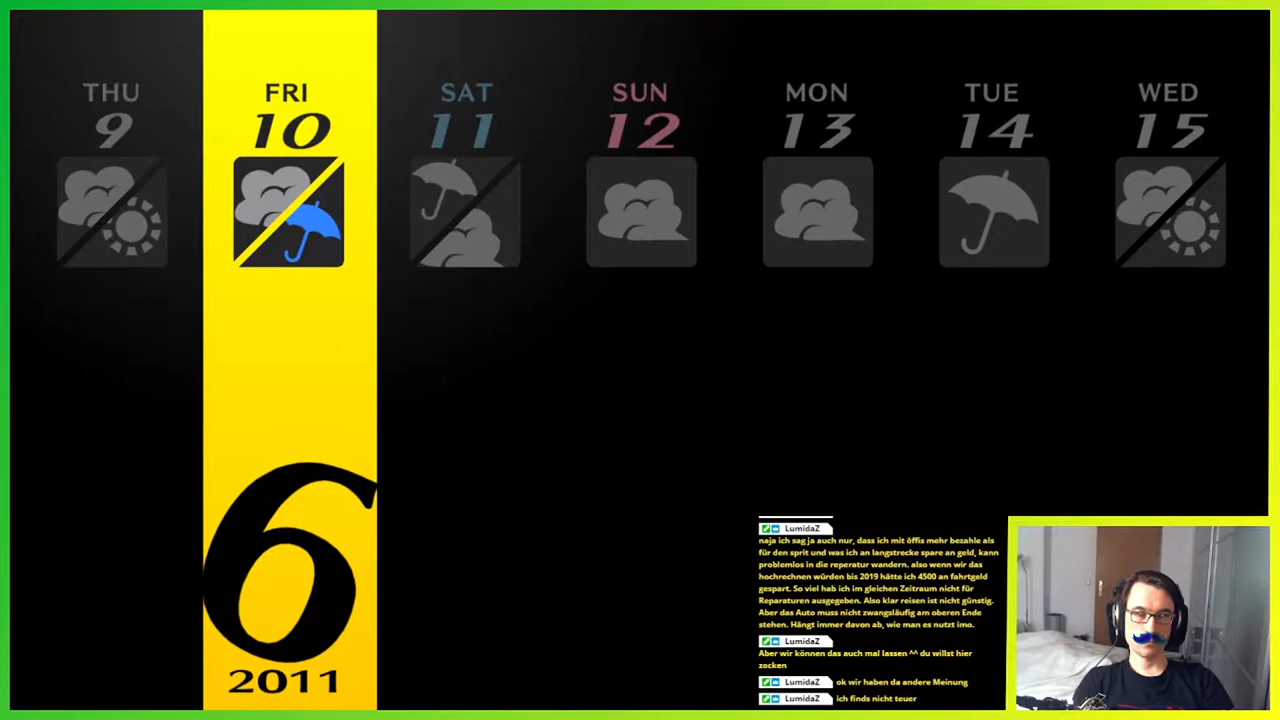 THU FRI SAT SUN MON TUE WED
9 10 11 12 13 14 15
6
2011
LumidaZ
naja ich sag ja auch nur, dass ich mit öffis mehr bezahle als
für den sprit und was ich an langstrecke spare an geld, kann
problemlos in die reperatur wandern. also wenn wir das
hochrechnen würden bis 2019 hätte ich 4500 an fahrtgeld
gespart. So viel hab ich im gleichen Zeitraum nicht für
Reparaturen ausgegeben. Also klar reisen ist nicht günstig.
Aber das Auto muss nicht zwangsläufig am oberen Ende
stehen. Hängt immer davon ab, wie man es nutzt imo.
LumidaZ
Aber wir können das auch mal lassen ^^ du willst hier
zocken
LumidaZ ok wir haben da andere Meinung
LumidaZ ich finds nicht teuer